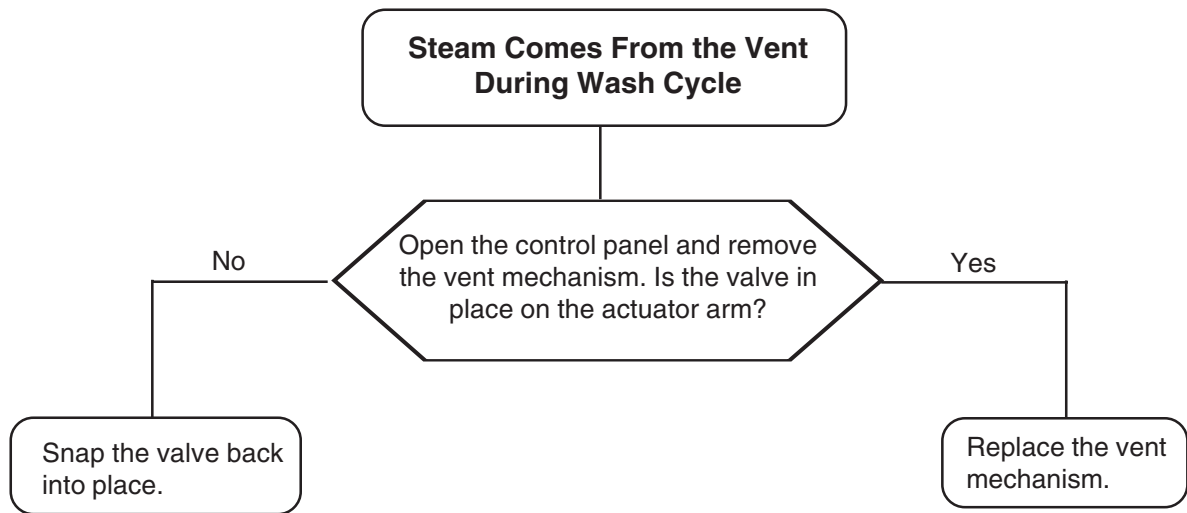 Steam Comes From the Vent
During Wash Cycle
Open the control panel and remove
the vent mechanism. Is the valve in
place on the actuator arm?
No
Yes
Snap the valve back
into place.
Replace the vent
mechanism.